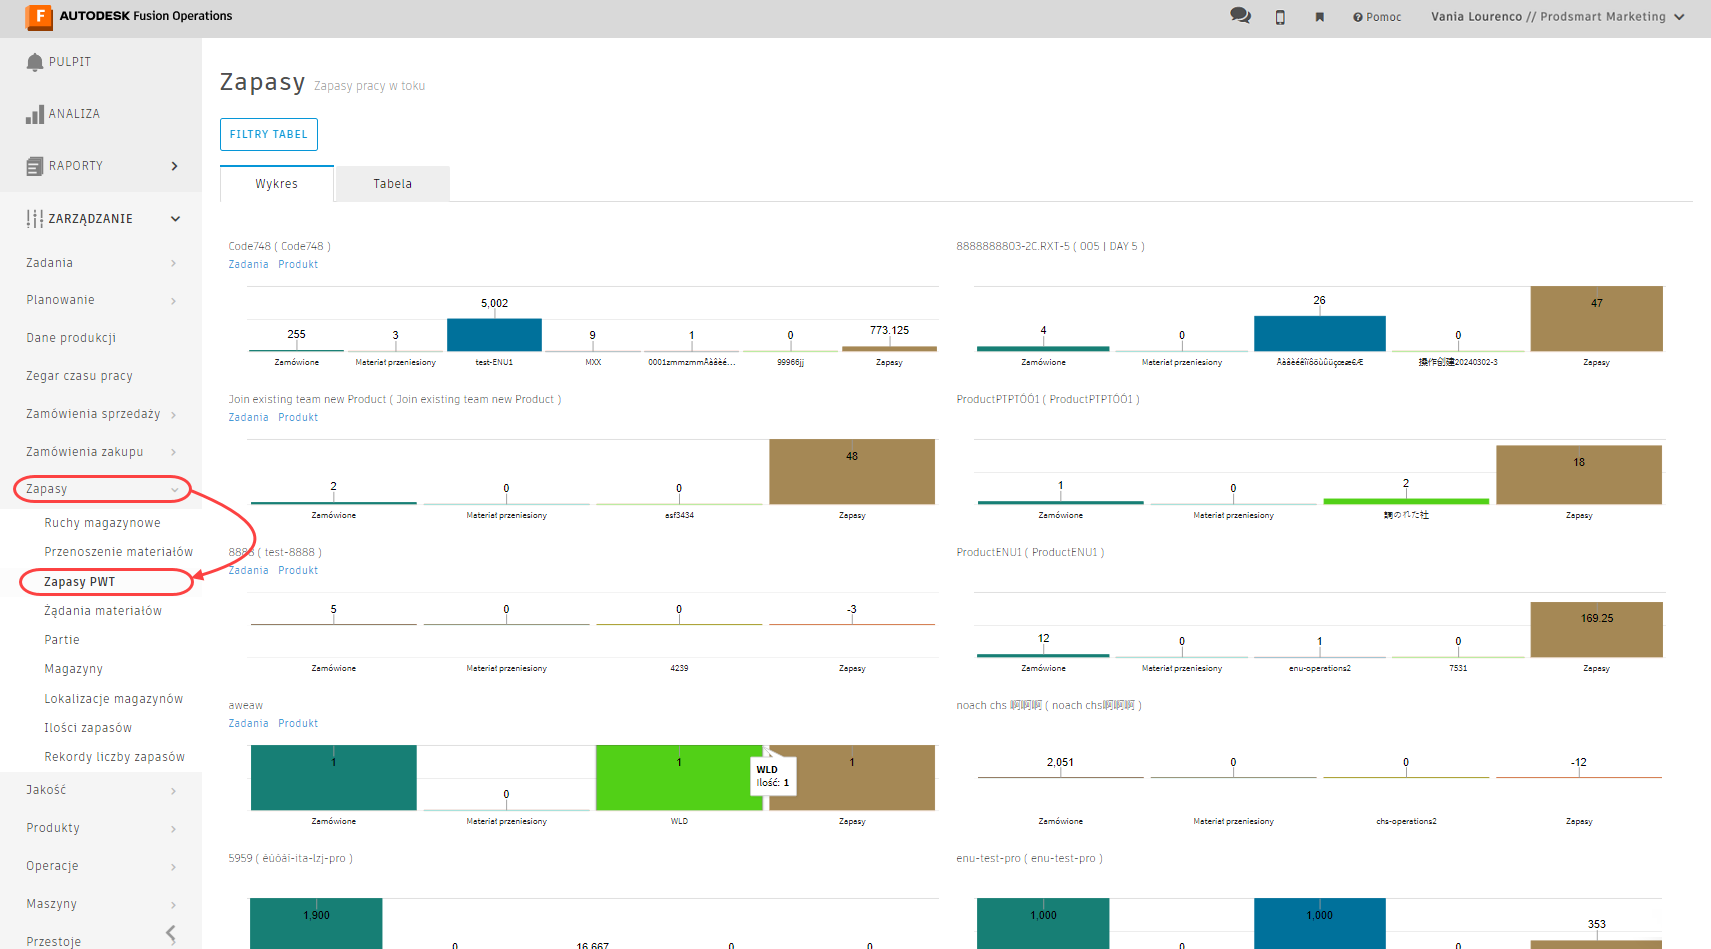 AUTODESK Fusion Operations
Pomoc
Vania Lourenco // Prodsmart Marketing
PULPIT
ANALIZA
RAPORTY
ZARZĄDZANIE
Zadania
Planowanie
Dane produkcji
Zegar czasu pracy
Zamówienia sprzedaży
Zamówienia zakupu
Zapasy
Ruchy magazynowe
Przenoszenie materiałów
Zapasy PWT
Żądania materiałów
Partie
Magazyny
Lokalizacje magazynów
Ilości zapasów
Rekordy liczby zapasów
Jakość
Produkty
Operacje
Maszyny
Przestoje
Zapasy Zapasy pracy w toku
FILTRY TABEL
Wykres Tabela
Code748 ( Code748 )
Zadania Produkt
255 3 5,002 9 1 0 773.125
Zamówione Materiał przeniesiony test-ENU1 MXX 0001zmmzmmÀàâèé... 99966jj Zapasy
8888888803-2C.RXT-5 ( 005 | DAY 5 )
4 0 26 0 47
Zamówione Materiał przeniesiony 操作创建20240302-3 Zapasy
Join existing team new Product ( Join existing team new Product )
Zadania Produkt
2 0 0 48
Zamówione Materiał przeniesiony asf3434 Zapasy
ProductPTPTÓÔ1 ( ProductPTPTÓÔ1 )
1 0 2 18
Zamówione Materiał przeniesiony Zapasy
8888 ( test-8888 )
Zadania Produkt
5 0 0 -3
Zamówione Materiał przeniesiony 4239 Zapasy
ProductENU1 ( ProductENU1 )
12 0 1 0 169.25
Zamówione Materiał przeniesiony enu-operations2 7531 Zapasy
aweaw
Zadania Produkt
1 0 1 1
WLD
Ilość: 1
Zamówione Materiał przeniesiony WLD Zapasy
noach chs 啊啊啊 ( noach chs啊啊啊 )
2,051 0 0 -12
Zamówione Materiał przeniesiony chs-operations2 Zapasy
5959 ( éúôäí-ita-lzj-pro )
1,900 0 16.667 0 0
enu-test-pro ( enu-test-pro )
1,000 0 1,000 0 353